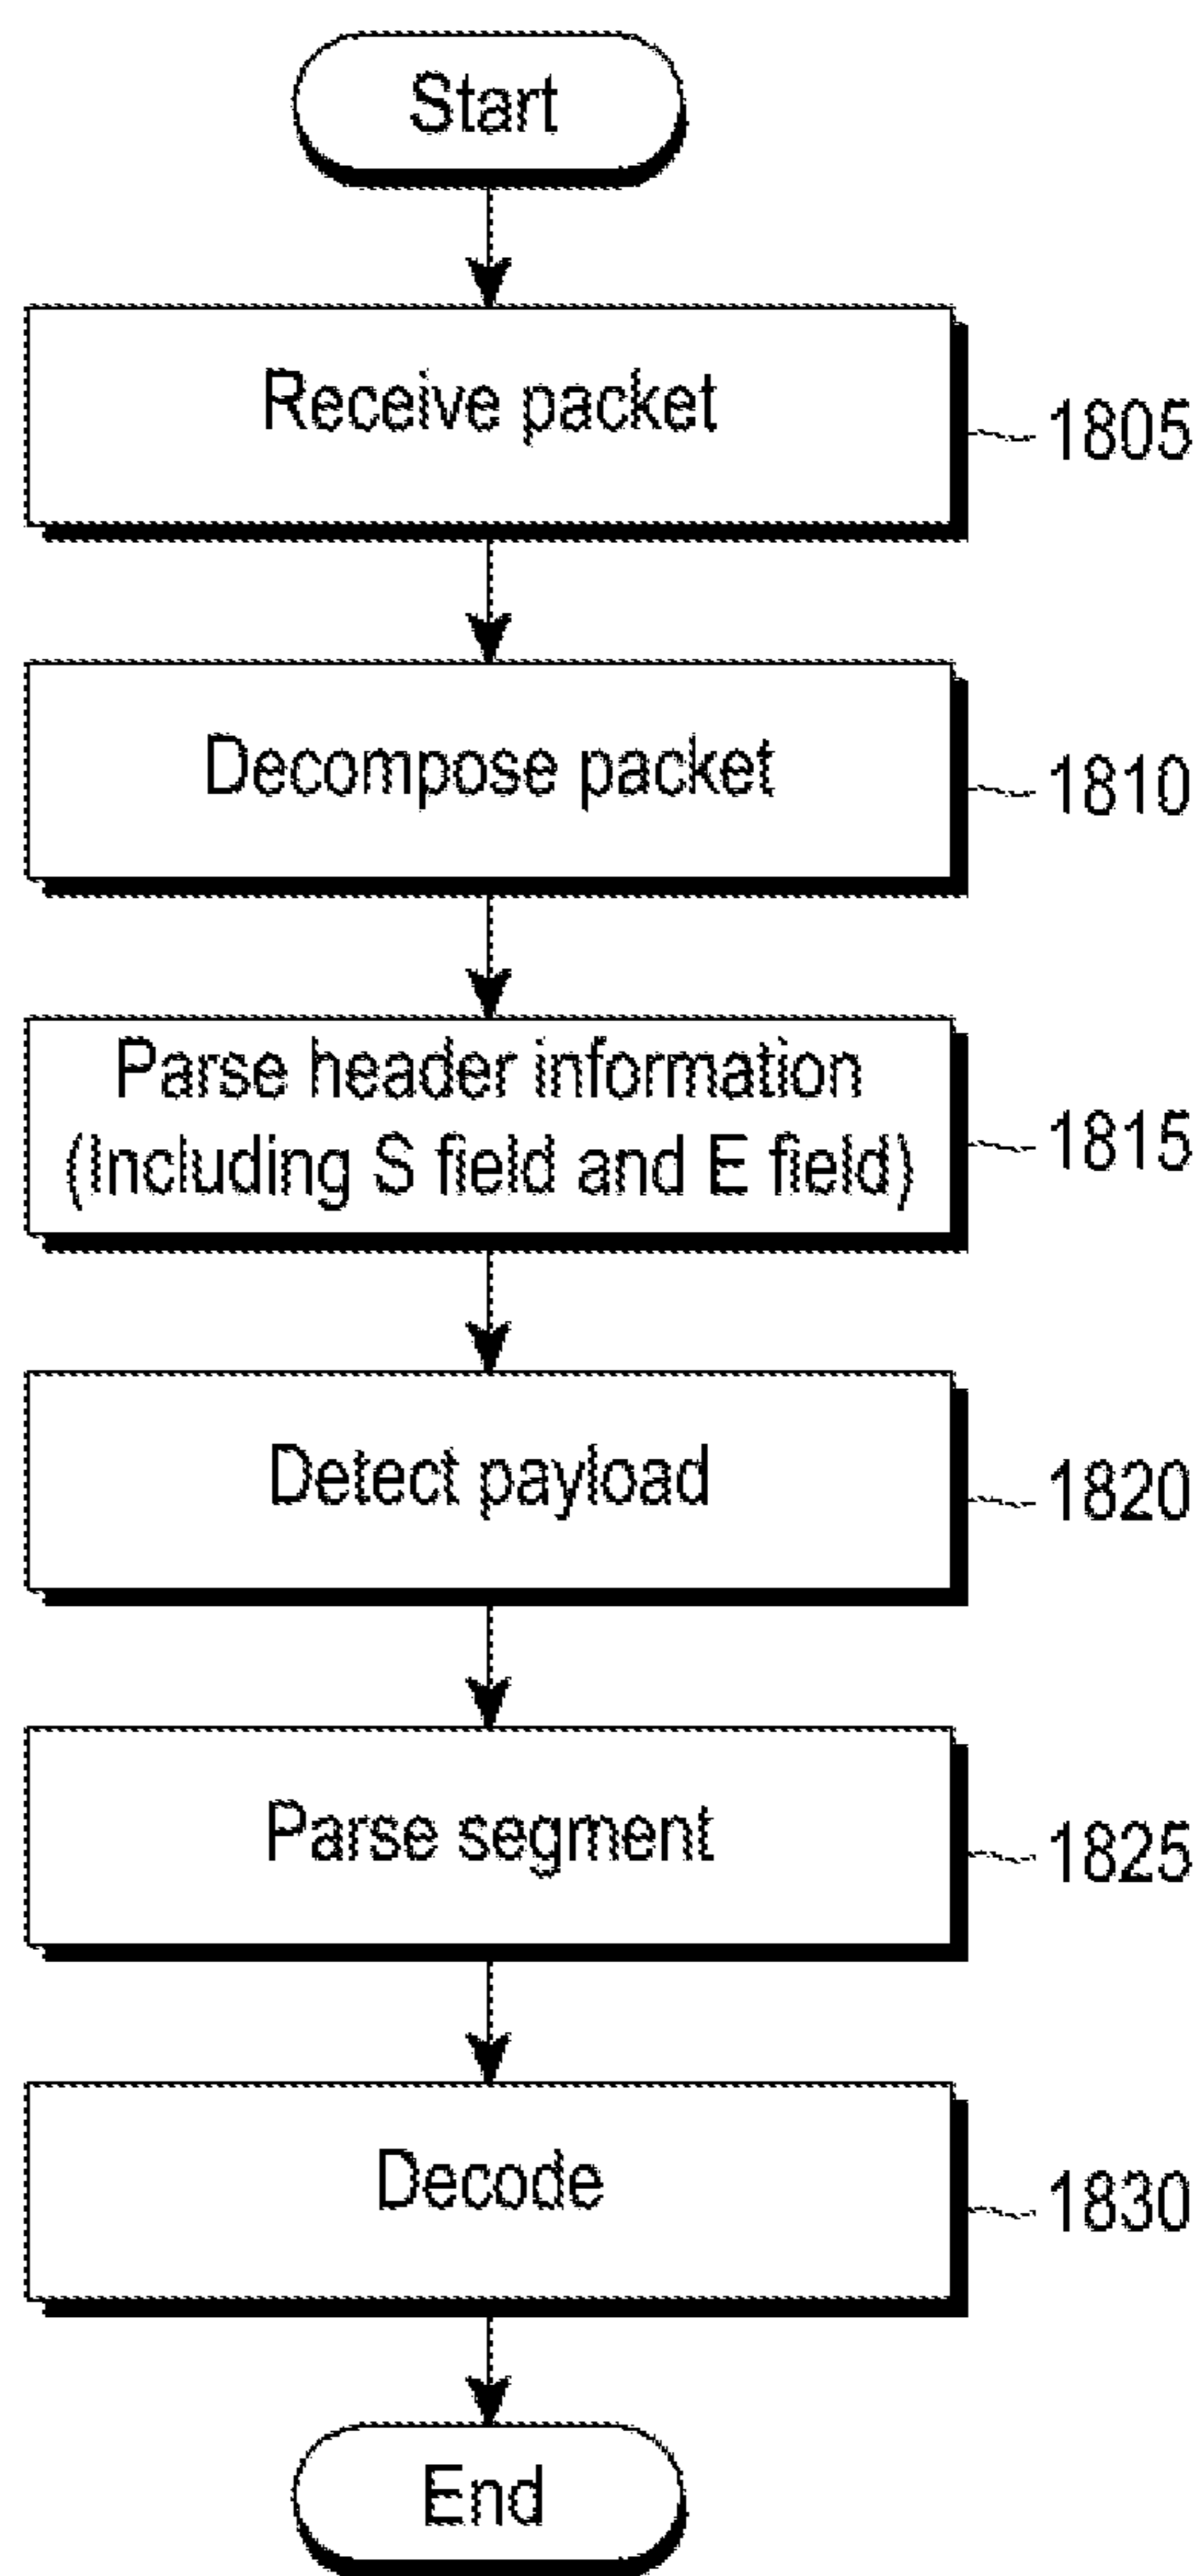 Start
Receive packet
1805
Decompose packet
1810
Parse header information
(Including S field and E field)
1815
Detect payload
1820
Parse segment
1825
Decode
1830
End